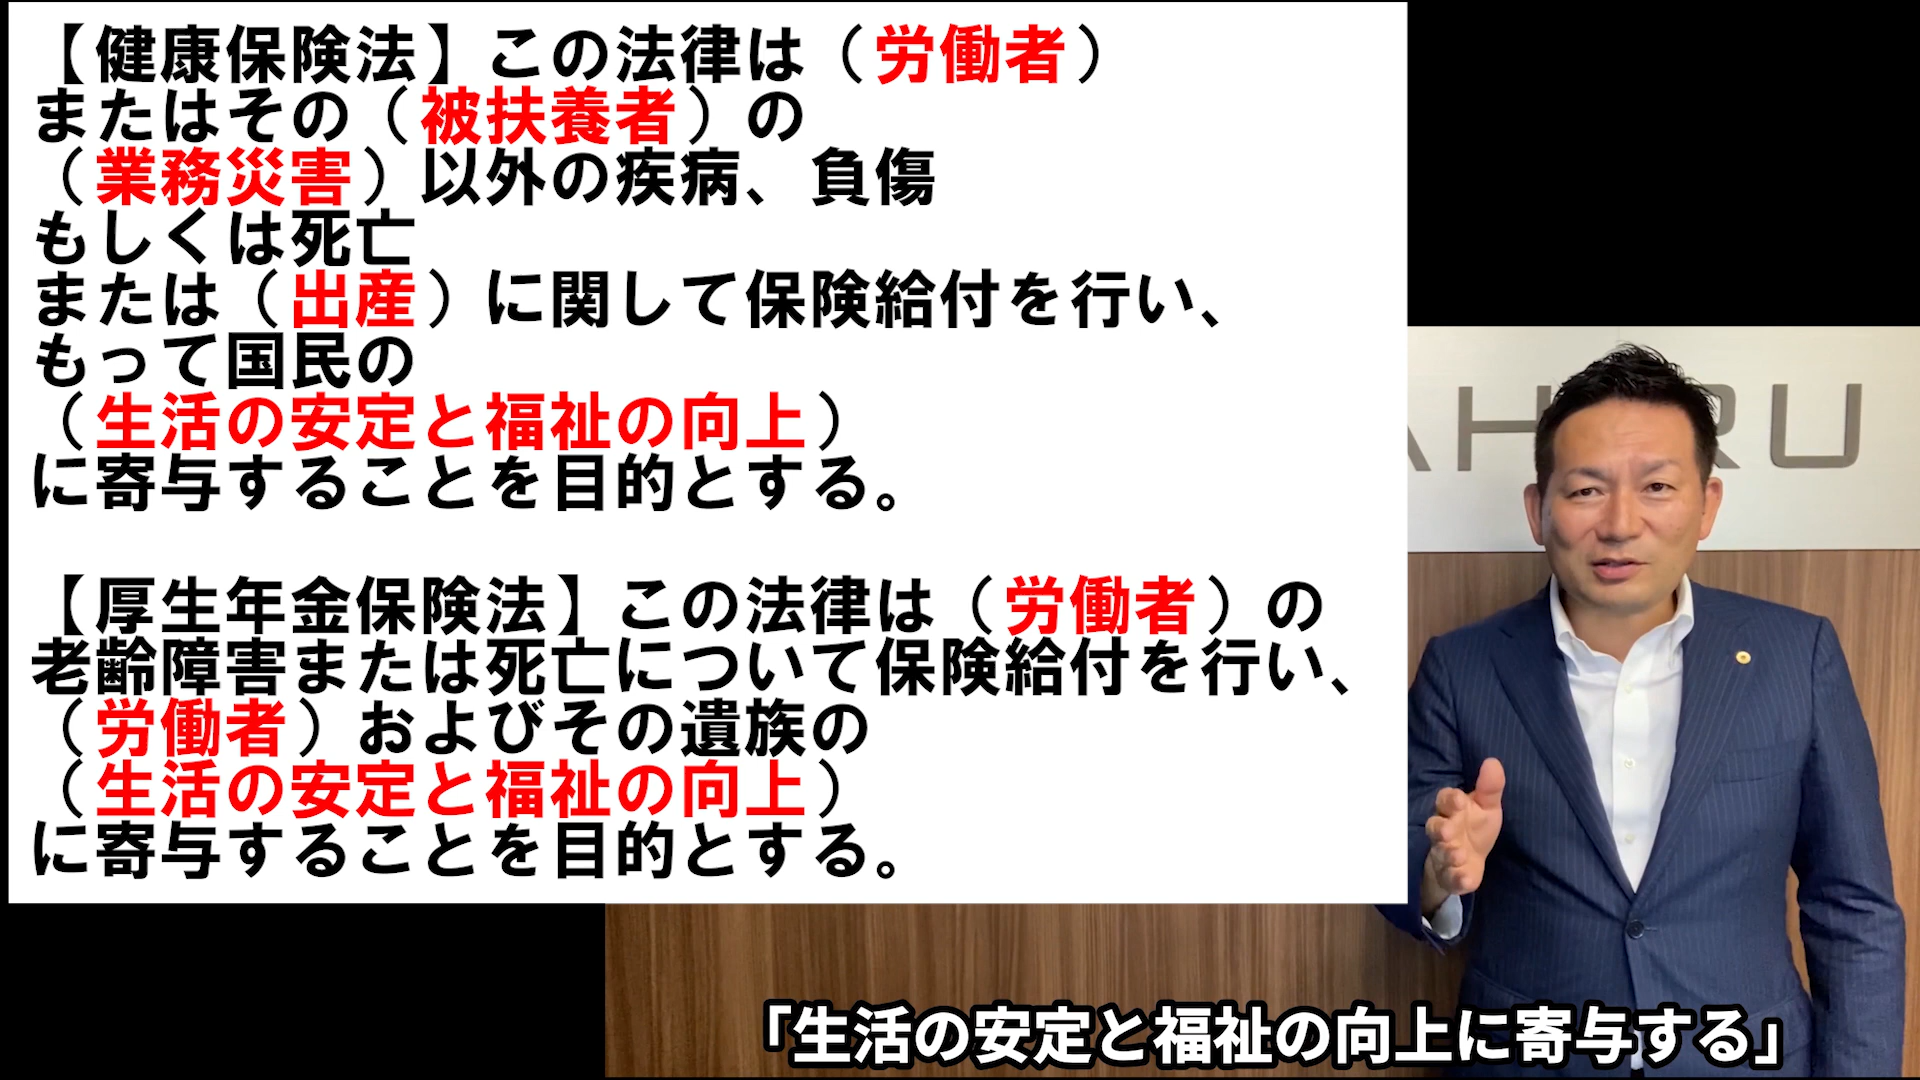 【健康保険法】この法律は（労働者）
またはその（被扶養者）の
（業務災害）以外の疾病、負傷
もしくは死亡
または（出産）に関して保険給付を行い、
もって国民の
（生活の安定と福祉の向上）
に寄与することを目的とする。
【厚生年金保険法】この法律は（労働者）の
老齢障害または死亡について保険給付を行い、
（労働者）およびその遺族の
（生活の安定と福祉の向上）
に寄与することを目的とする。
「生活の安定と福祉の向上に寄与する」